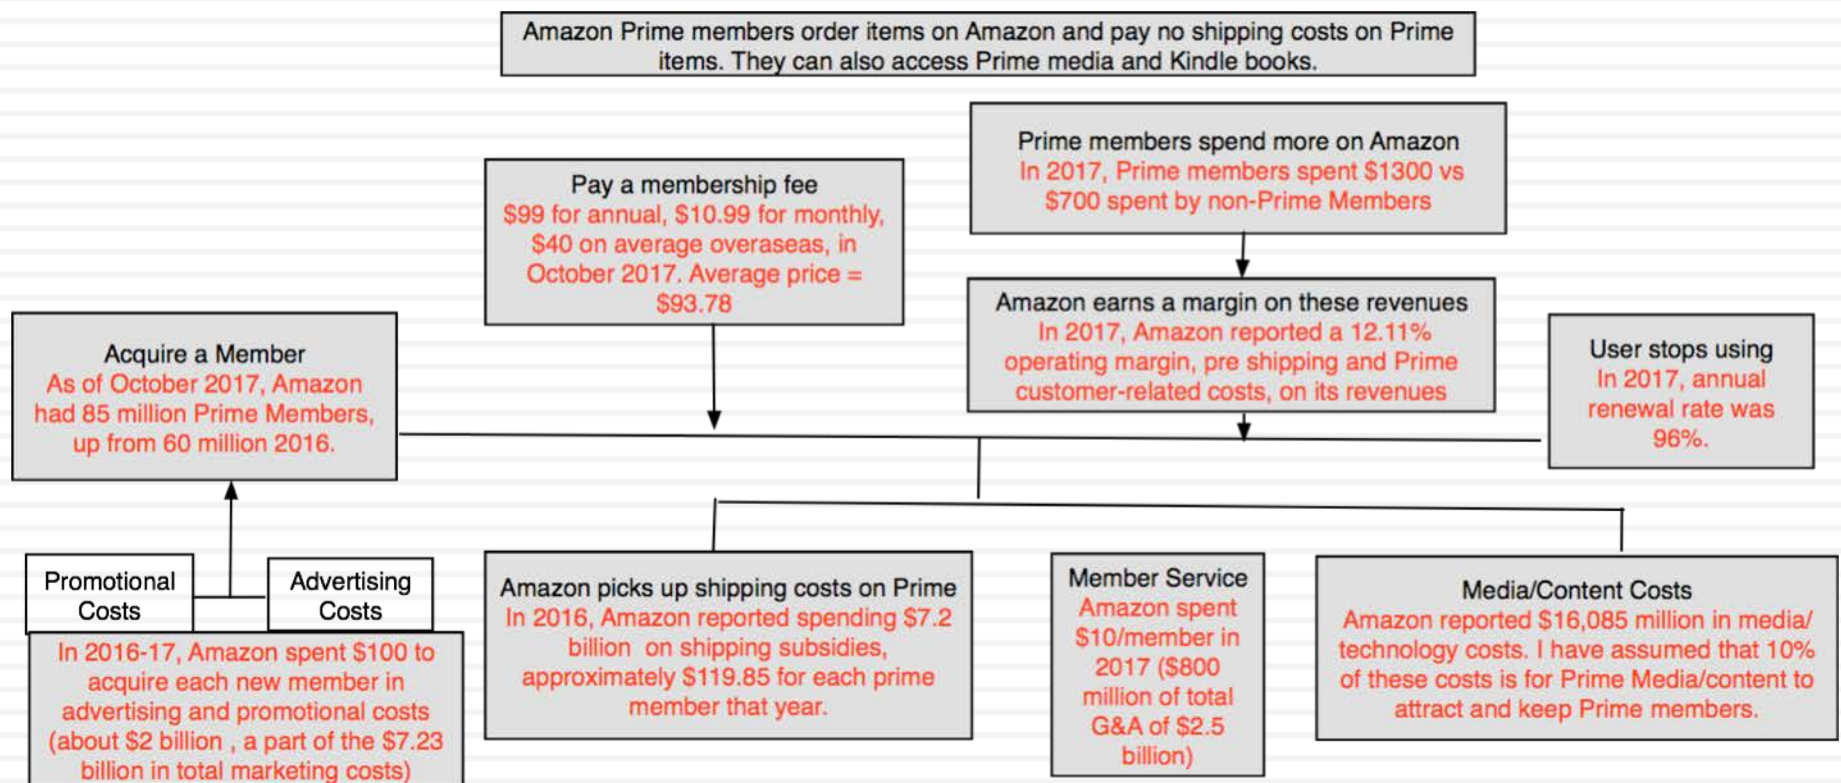 Amazon Prime members order items on Amazon and pay no shipping costs on Prime
items. They can also access Prime media and Kindle books.
Prime members spend more on Amazon
In 2017, Prime members spent $1300 vs
$700 spent by non-Prime Members
Pay a membership fee
$99 for annual, $10.99 for monthly,
$40 on average overaseas, in
October 2017. Average price =
$93.78
Amazon earns a margin on these revenues
In 2017, Amazon reported a 12.11%
operating margin, pre shipping and Prime
customer-related costs, on its revenues
Acquire a Member
As of October 2017, Amazon
had 85 million Prime Members,
up from 60 million 2016.
User stops using
In 2017, annual
renewal rate was
96%.
Promotional
Costs
Advertising
Costs
In 2016-17, Amazon spent $100 to
acquire each new member in
advertising and promotional costs
(about $2 billion , a part of the $7.23
billion in total marketing costs)
Amazon picks up shipping costs on Prime
In 2016, Amazon reported spending $7.2
billion on shipping subsidies,
approximately $119.85 for each prime
member that year.
Member Service
Amazon spent
$10/member in
2017 ($800
million of total
G&A of $2.5
billion)
Media/Content Costs
Amazon reported $16,085 million in media/
technology costs. I have assumed that 10%
of these costs is for Prime Media/content to
attract and keep Prime members.